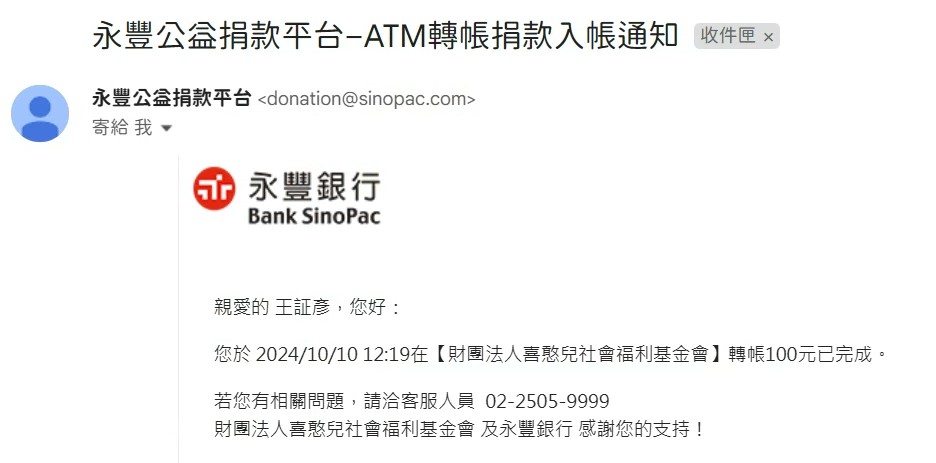 永豐公益捐款平台–ATM轉帳捐款入帳通知 收件匣 ×
永豐公益捐款平台 <donation@sinopac.com>
寄給 我
永豐銀行
Bank SinoPac
親愛的 王証彥，您好：
您於 2024/10/10 12:19在【財團法人喜憨兒社會福利基金會】轉帳100元已完成。
若您有相關問題，請洽客服人員 02-2505-9999
財團法人喜憨兒社會福利基金會 及永豐銀行 感謝您的支持！